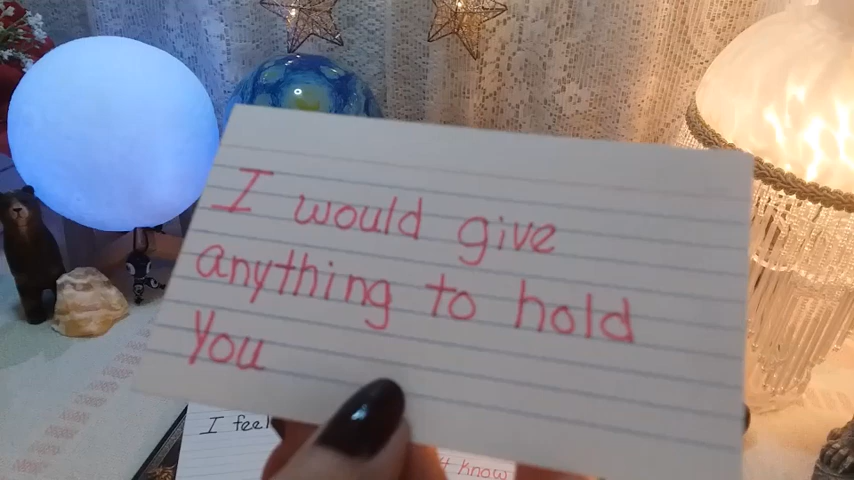 I would give
anything to hold
you
I feel
know